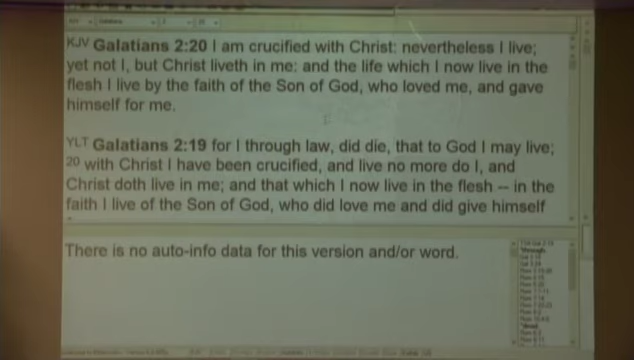 KJV Galatians 2:20 I am crucified with Christ: nevertheless I live;
yet not I, but Christ liveth in me: and the life which I now live in the
flesh I live by the faith of the Son of God, who loved me, and gave
himself for me.
YLT Galatians 2:19 for I through law, did die, that to God I may live;
20 with Christ I have been crucified, and live no more do I, and
Christ doth live in me; and that which I now live in the flesh -- in the
faith I live of the Son of God, who did love me and did give himself
There is no auto-info data for this version and/or word.